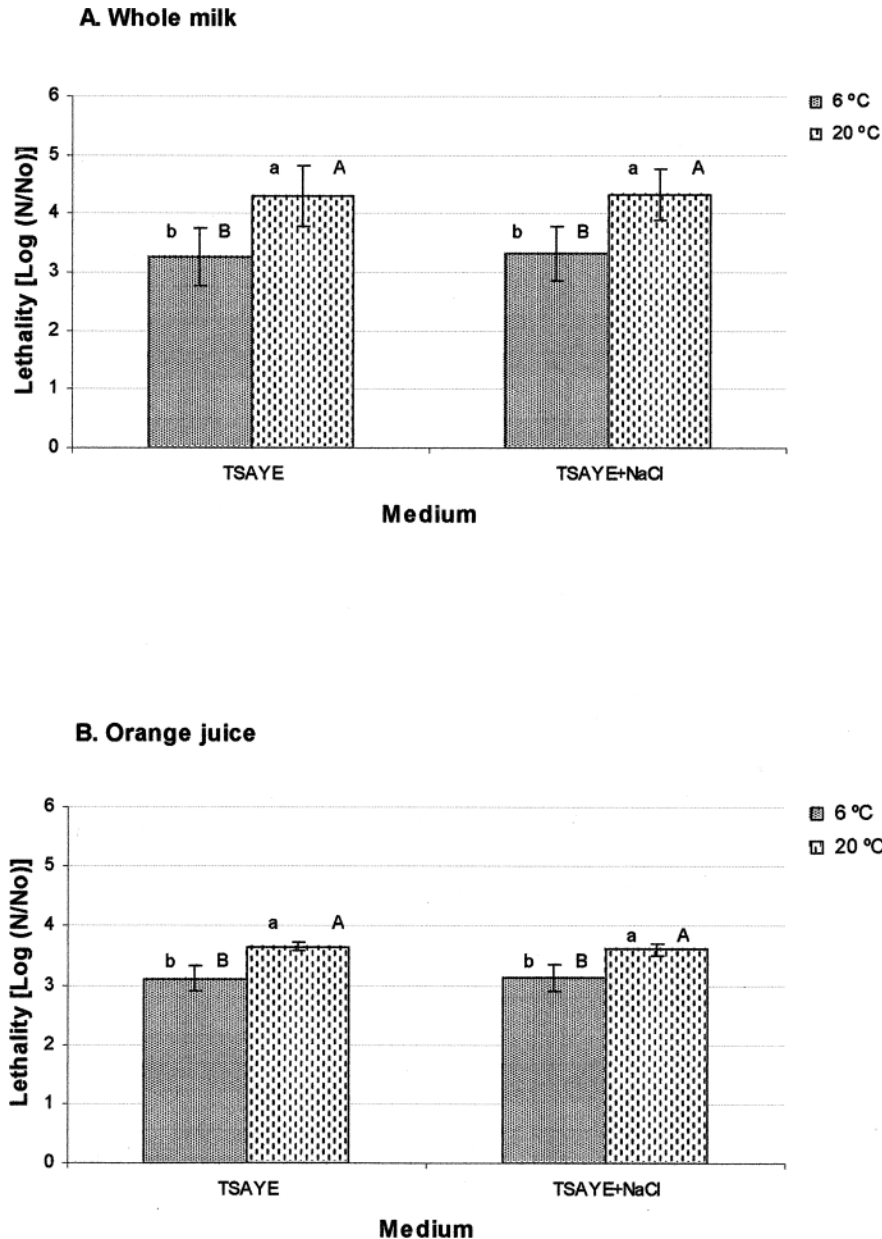 A. Whole milk
6
5
4
3
2
1
0
Lethality [Log (N/No)]
b B
a A
b B
a A
6 ºC
20 ºC
TSAYE
TSAYE+NaCl
Medium
B. Orange juice
6
5
4
3
2
1
0
Lethality [Log (N/No)]
b B
a A
b B
a A
6 ºC
20 ºC
TSAYE
TSAYE+NaCl
Medium